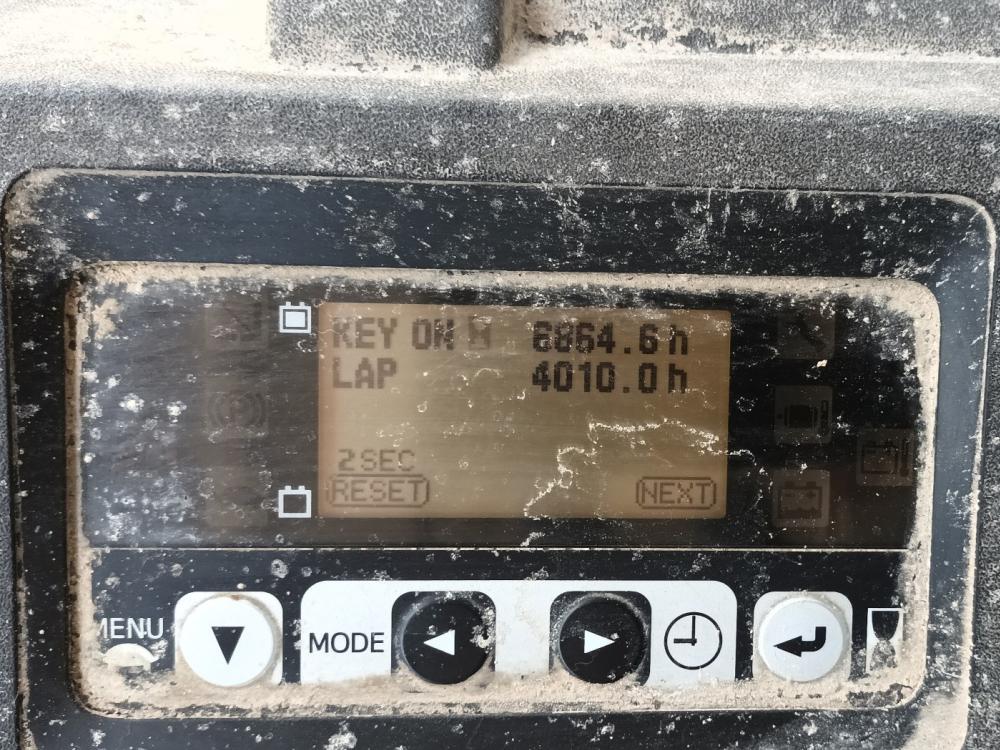 KEY ON 6864.6h
LAP 4010.0h
2SEC
RESET NEXT
MENU MODE